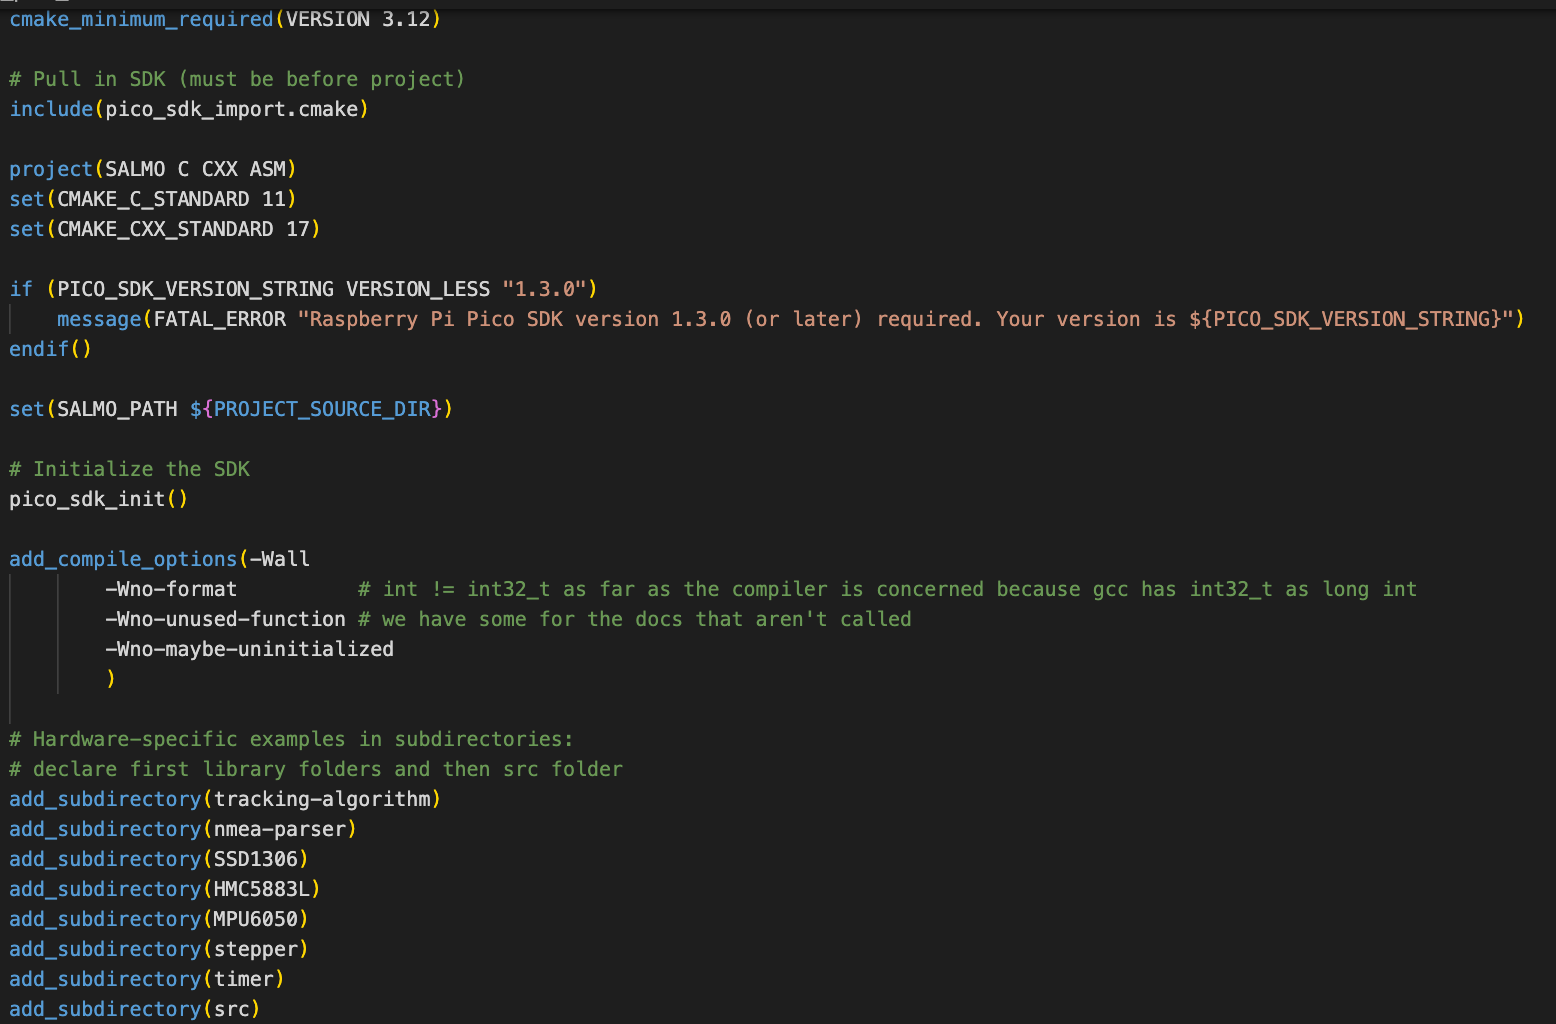 cmake_minimum_required(VERSION 3.12)
# Pull in SDK (must be before project)
include(pico_sdk_import.cmake)
project(SALMO C CXX ASM)
set(CMAKE_C_STANDARD 11)
set(CMAKE_CXX_STANDARD 17)
if (PICO_SDK_VERSION_STRING VERSION_LESS "1.3.0")
    message(FATAL_ERROR "Raspberry Pi Pico SDK version 1.3.0 (or later) required. Your version is ${PICO_SDK_VERSION_STRING}")
endif()
set(SALMO_PATH ${PROJECT_SOURCE_DIR})
# Initialize the SDK
pico_sdk_init()
add_compile_options(-Wall
        -Wno-format          # int != int32_t as far as the compiler is concerned because gcc has int32_t as long int
        -Wno-unused-function # we have some for the docs that aren't called
        -Wno-maybe-uninitialized
        )
# Hardware-specific examples in subdirectories:
# declare first library folders and then src folder
add_subdirectory(tracking-algorithm)
add_subdirectory(nmea-parser)
add_subdirectory(SSD1306)
add_subdirectory(HMC5883L)
add_subdirectory(MPU6050)
add_subdirectory(stepper)
add_subdirectory(timer)
add_subdirectory(src)